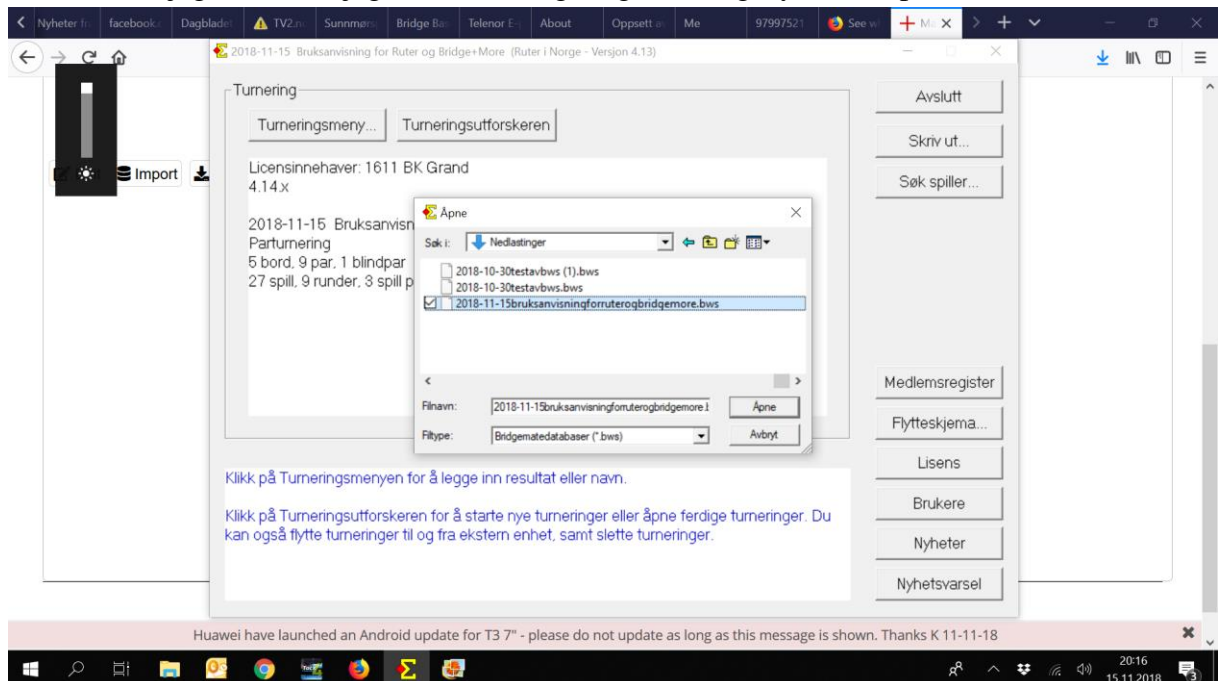 Nyheter fr
facebook.
Dagbladet
TV2.no
Sunnmørs
Bridge Bas
Telenor E-
About
Oppsett av
Me
97997521
See w
Ma
2018-11-15 Bruksanvisning for Ruter og Bridge+More (Ruter i Norge - Versjon 4.13)
Turnering
Turneringsmeny...
Turneringsutforskeren
Avslutt
Skriv ut...
Søk spiller...
Import
Licensinnehaver: 1611 BK Grand
4.14.x
2018-11-15 Bruksanvisn
Parturnering
5 bord, 9 par, 1 blindpar
27 spill, 9 runder, 3 spill p
Åpne
Søk i:
Nedlastinger
2018-10-30testavbws (1).bws
2018-10-30testavbws.bws
2018-11-15bruksanvisningforruterogbridgemore.bws
Filnavn:
2018-11-15bruksanvisningforruterogbridgemore.b
Åpne
Filtype:
Bridgematedatabaser (*.bws)
Avbryt
Medlemsregister
Flytteskjema...
Lisens
Brukere
Nyheter
Nyhetsvarsel
Klikk på Turneringsmenyen for å legge inn resultat eller navn.
Klikk på Turneringsutforskeren for å starte nye turneringer eller åpne ferdige turneringer. Du
kan også flytte turneringer til og fra ekstern enhet, samt slette turneringer.
Huawei have launched an Android update for T3 7" - please do not update as long as this message is shown. Thanks K 11-11-18
20:16
15.11.2018
3